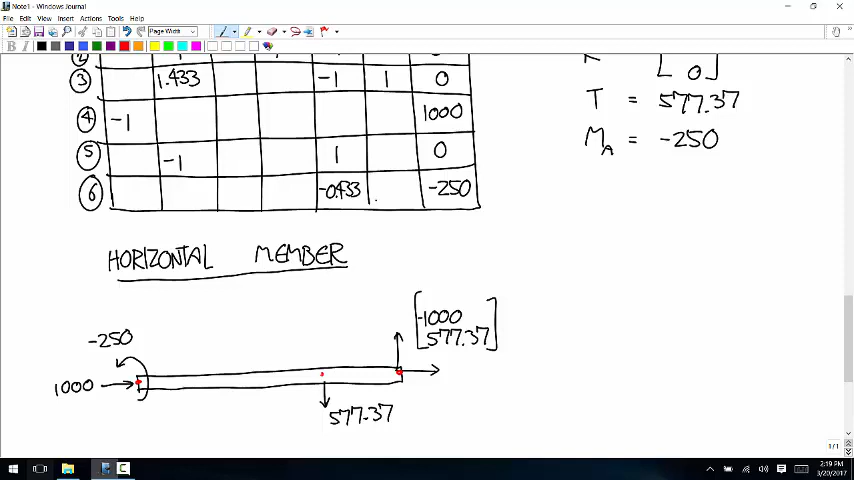 Note1 - Windows Journal
File Edit View Insert Actions Tools Help
Page Width
B I
3 1.433 -1 1 0
4 -1 1000
5 -1 1 0
6 -0.433 -250
0
T = 577.37
MA = -250
HORIZONTAL MEMBER
-1000
577.37
-250
1000
577.37
1/1
2:19 PM
3/20/2017